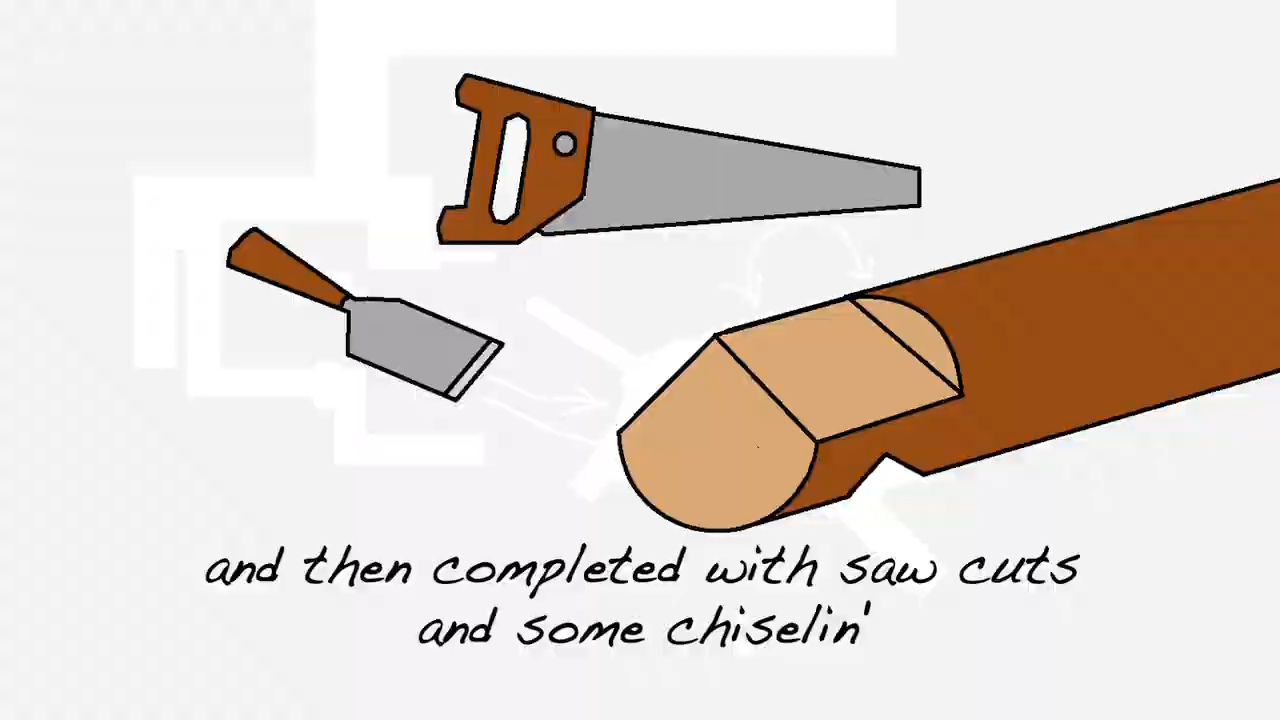 and then completed with saw cuts
and some chiselin'